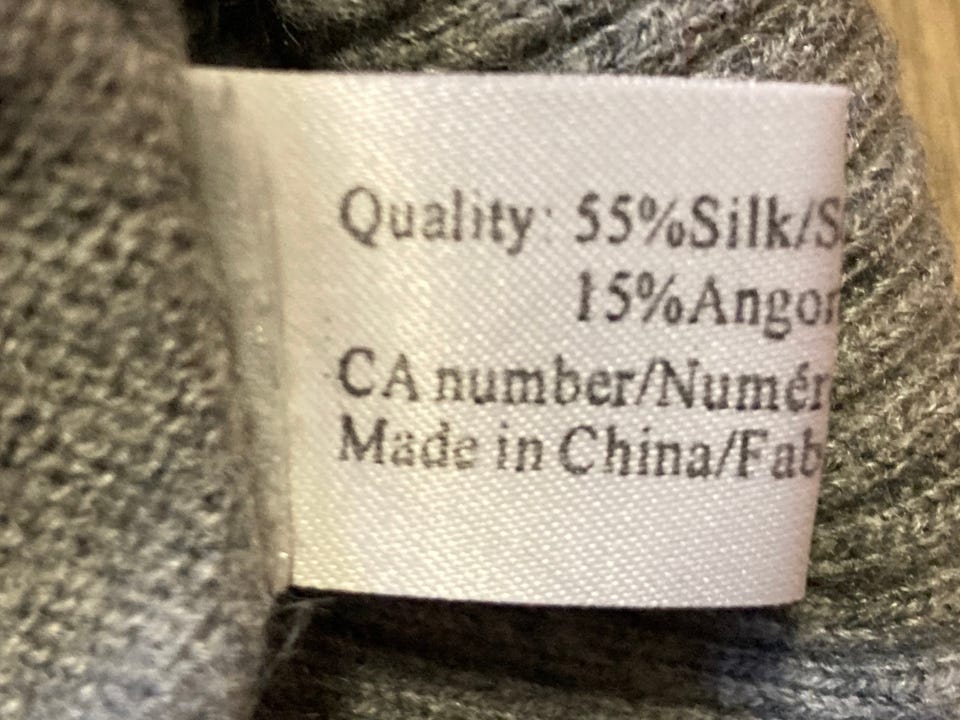 Quality: 55%Silk/S
15%Angor
CA number/Numér
Made in China/Fab